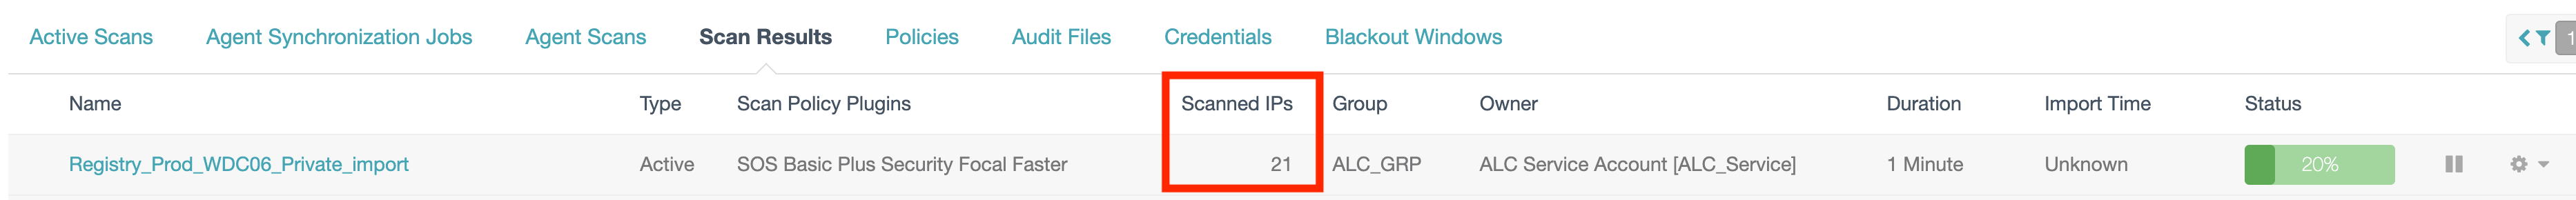 Active Scans Agent Synchronization Jobs Agent Scans Scan Results Policies Audit Files Credentials Blackout Windows 1
Name Type Scan Policy Plugins Scanned IPs Group Owner Duration Import Time Status
Registry_Prod_WDC06_Private_import Active SOS Basic Plus Security Focal Faster 21 ALC_GRP ALC Service Account [ALC_Service] 1 Minute Unknown 20%